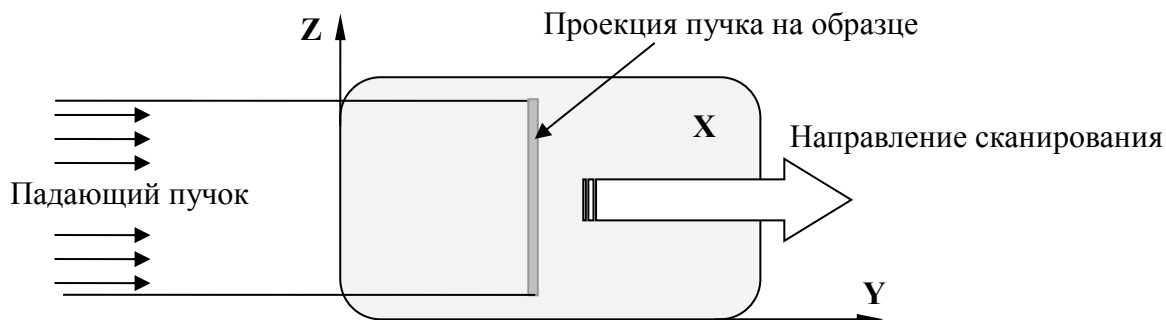 Проекция пучка на образце
Z
X
Направление сканирования
Падающий пучок
Y